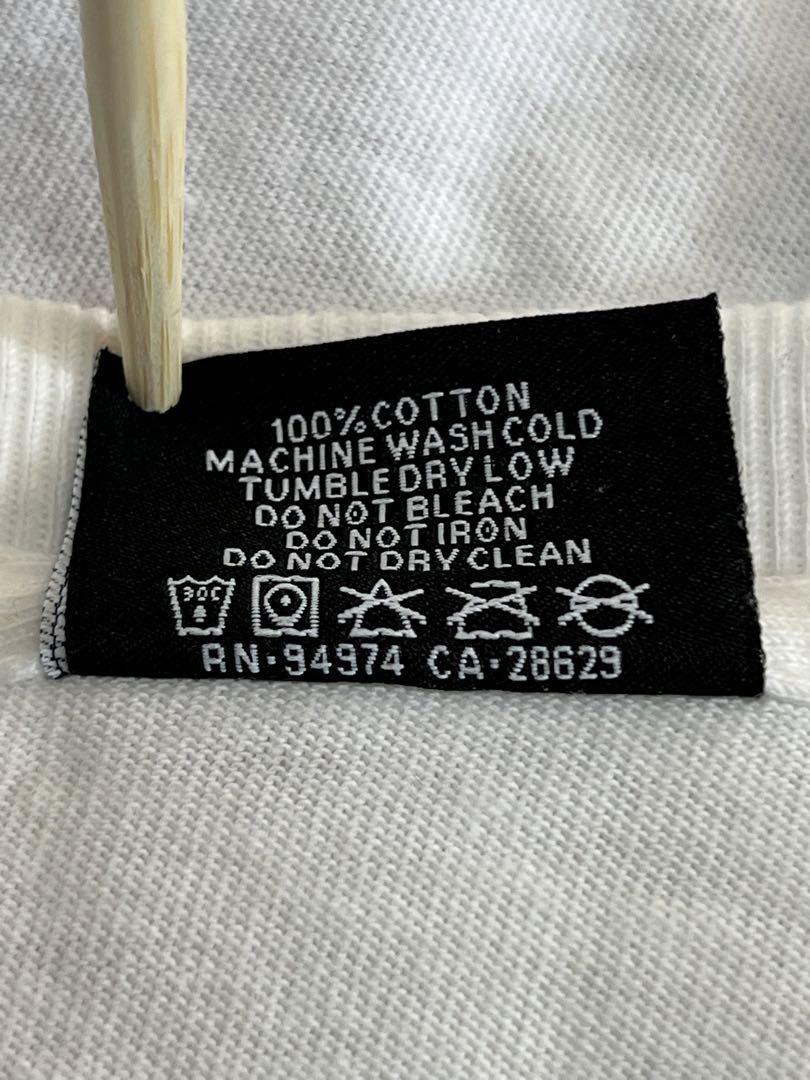 100% COTTON
MACHINE WASH COLD
TUMBLE DRY LOW
DO NOT BLEACH
DO NOT IRON
DO NOT DRY CLEAN
30C
RN·94974 CA·28629